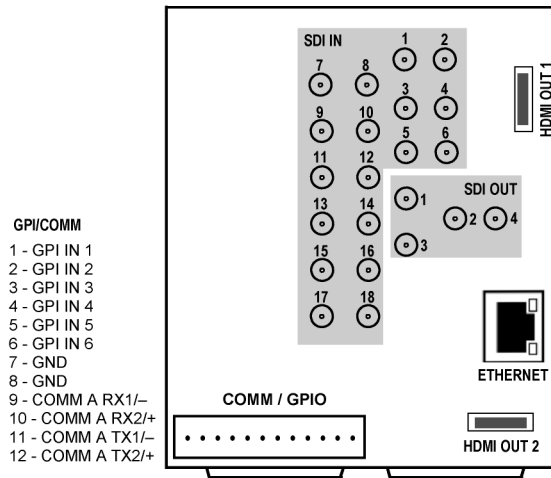 SDI IN
1 2
7 8
3 4
9 10
5 6
11 12
SDI OUT
1
2 4
3
13 14
15 16
17 18
HDMI OUT 1
GPI/COMM
1 - GPI IN 1
2 - GPI IN 2
3 - GPI IN 3
4 - GPI IN 4
5 - GPI IN 5
6 - GPI IN 6
7 - GND
8 - GND
9 - COMM A RX1/–
10 - COMM A RX2/+
11 - COMM A TX1/–
12 - COMM A TX2/+
COMM / GPIO
ETHERNET
HDMI OUT 2